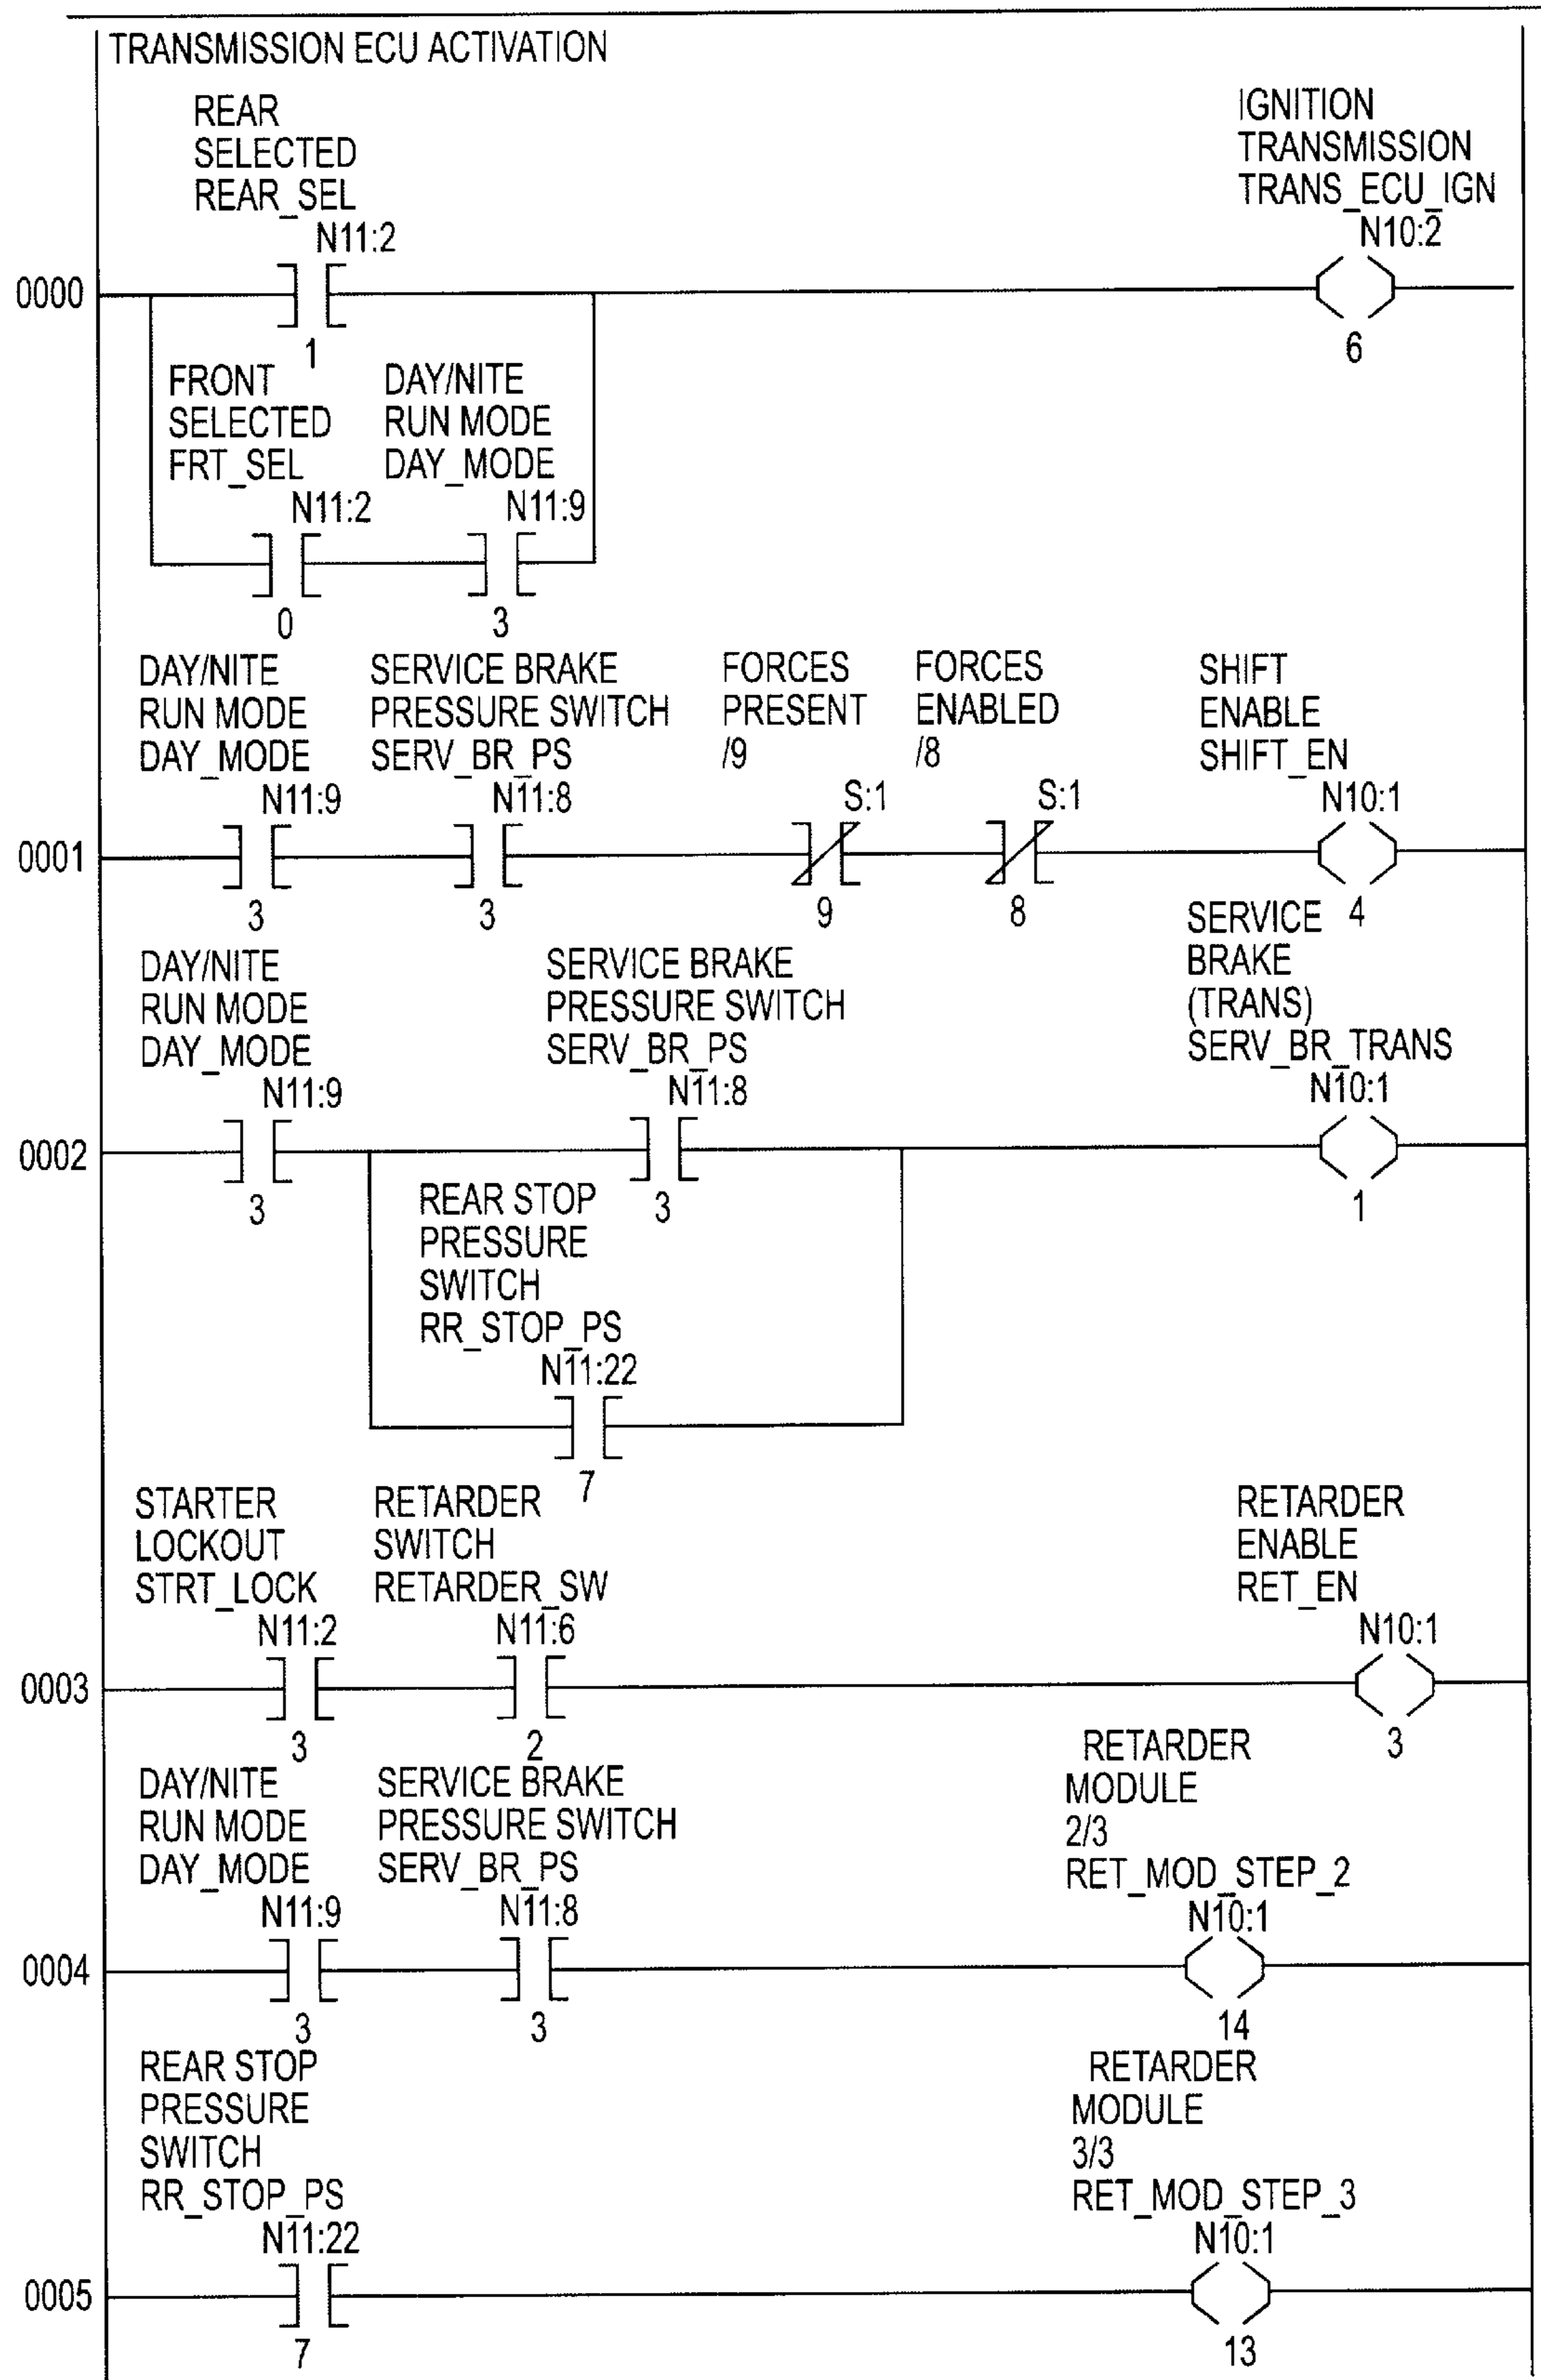 TRANSMISSION ECU ACTIVATION
REAR
SELECTED
REAR_SEL
N11:2
1
IGNITION
TRANSMISSION
TRANS_ECU_IGN
N10:2
6
0000
FRONT
SELECTED
FRT_SEL
N11:2
0
DAY/NITE
RUN MODE
DAY_MODE
N11:9
3
DAY/NITE
RUN MODE
DAY_MODE
N11:9
3
SERVICE BRAKE
PRESSURE SWITCH
SERV_BR_PS
N11:8
3
FORCES
PRESENT
/9
S:1
9
FORCES
ENABLED
/8
S:1
8
SHIFT
ENABLE
SHIFT_EN
N10:1
4
0001
DAY/NITE
RUN MODE
DAY_MODE
N11:9
3
SERVICE BRAKE
PRESSURE SWITCH
SERV_BR_PS
N11:8
3
SERVICE
BRAKE
(TRANS)
SERV_BR_TRANS
N10:1
1
0002
REAR STOP
PRESSURE
SWITCH
RR_STOP_PS
N11:22
7
STARTER
LOCKOUT
STRT_LOCK
N11:2
3
RETARDER
SWITCH
RETARDER_SW
N11:6
2
RETARDER
ENABLE
RET_EN
N10:1
3
0003
DAY/NITE
RUN MODE
DAY_MODE
N11:9
3
SERVICE BRAKE
PRESSURE SWITCH
SERV_BR_PS
N11:8
3
RETARDER
MODULE
2/3
RET_MOD_STEP_2
N10:1
14
0004
REAR STOP
PRESSURE
SWITCH
RR_STOP_PS
N11:22
7
RETARDER
MODULE
3/3
RET_MOD_STEP_3
N10:1
13
0005